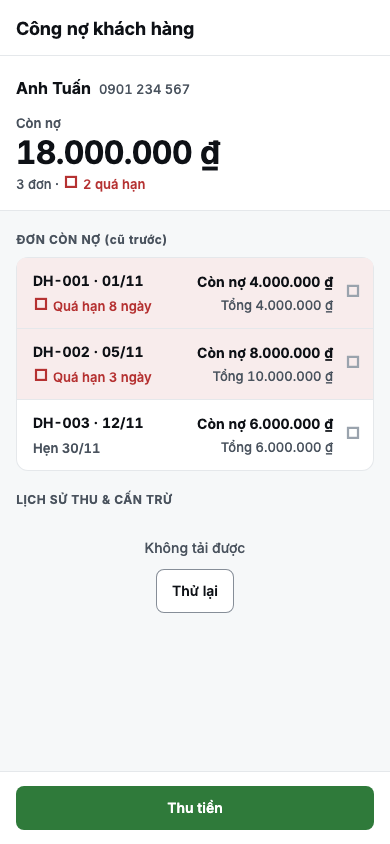 Công nợ khách hàng
Anh Tuấn 0901 234 567
Còn nợ
18.000.000 ₫
3 đơn · 2 quá hạn
ĐƠN CÒN NỢ (cũ trước)
DH-001 · 01/11 Còn nợ 4.000.000 ₫
Quá hạn 8 ngày Tổng 4.000.000 ₫
DH-002 · 05/11 Còn nợ 8.000.000 ₫
Quá hạn 3 ngày Tổng 10.000.000 ₫
DH-003 · 12/11 Còn nợ 6.000.000 ₫
Hẹn 30/11 Tổng 6.000.000 ₫
LỊCH SỬ THU & CẤN TRỪ
Không tải được
Thử lại
Thu tiền